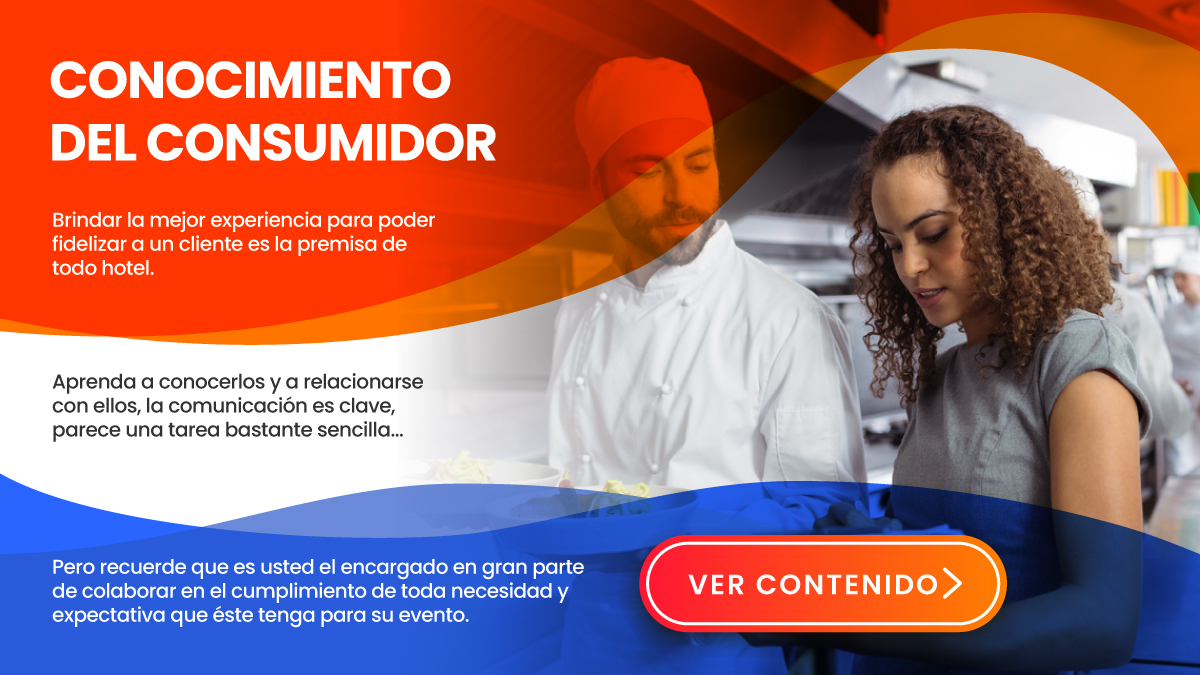 CONOCIMIENTO
DEL CONSUMIDOR
Brindar la mejor experiencia para poder
fidelizar a un cliente es la premisa de
todo hotel.
Aprenda a conocerlos y a relacionarse
con ellos, la comunicación es clave,
parece una tarea bastante sencilla...
Pero recuerde que es usted el encargado en gran parte
de colaborar en el cumplimiento de toda necesidad y
expectativa que éste tenga para su evento.
VER CONTENIDO